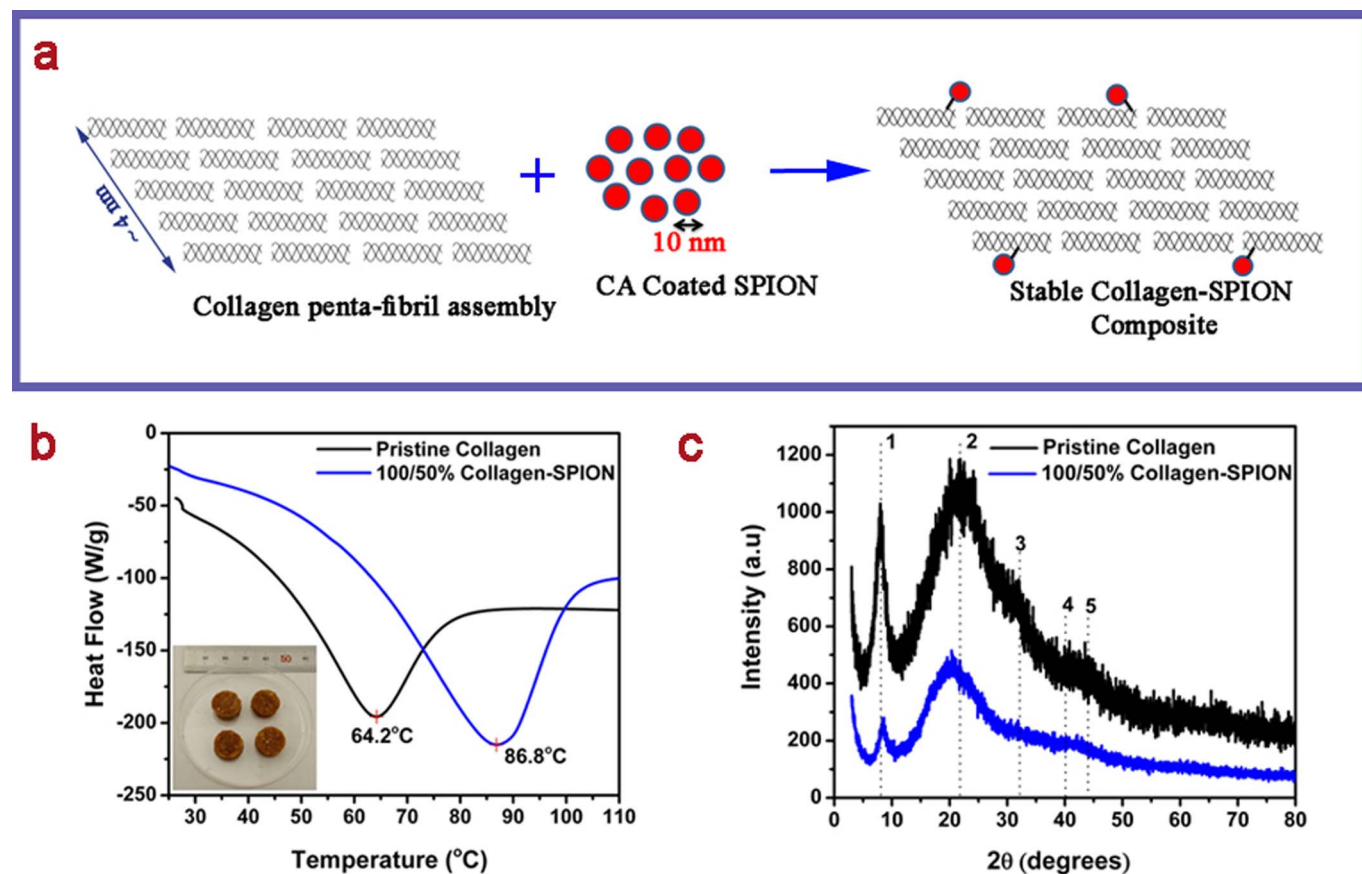 a
~ 4 nm
+
10 nm
Collagen penta-fibril assembly
CA Coated SPION
Stable Collagen-SPION
Composite
b
Pristine Collagen
100/50% Collagen-SPION
0
-50
-100
-150
-200
-250
Heat Flow (W/g)
50
64.2°C
86.8°C
30 40 50 60 70 80 90 100 110
Temperature (°C)
c
Pristine Collagen
100/50% Collagen-SPION
1 2 3 4 5
1200
1000
800
600
400
200
0
Intensity (a.u)
0 10 20 30 40 50 60 70 80
2θ (degrees)